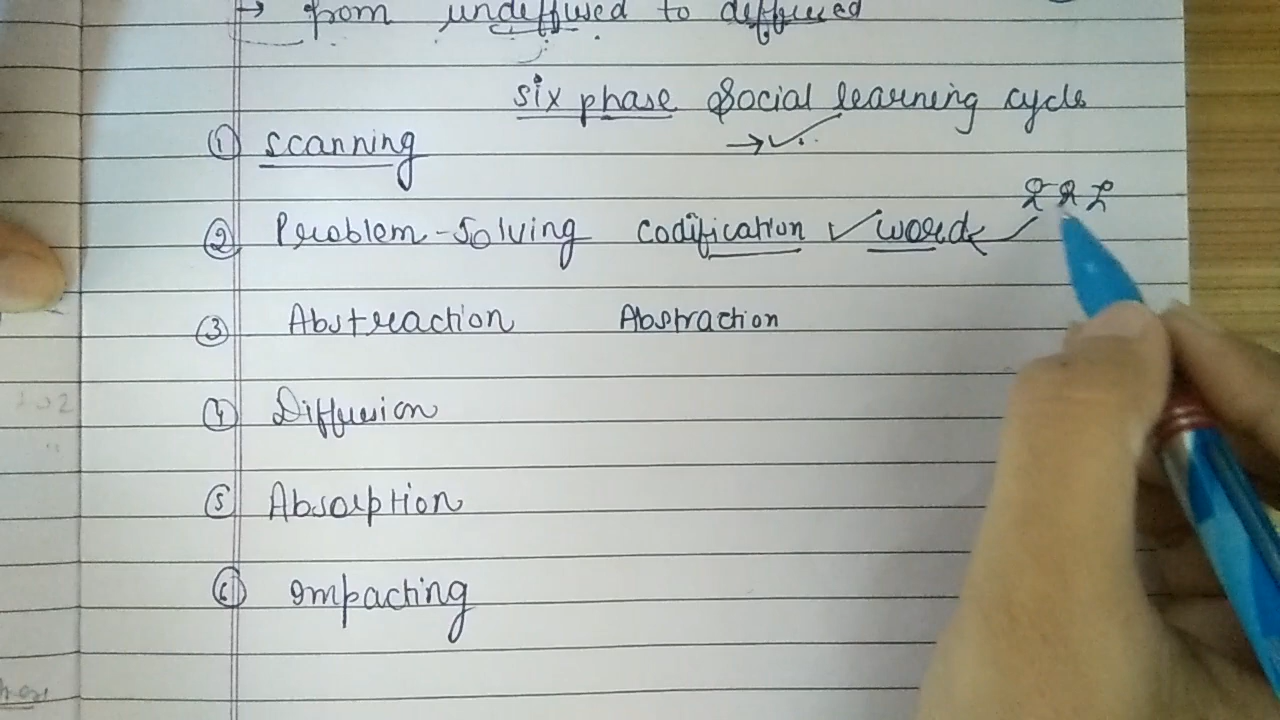 → from undiffused to diffused
six phase Social learning cycle
① scanning
② Problem-Solving codification ✓ word
③ Abstraction Abstraction
④ Diffusion
⑤ Absorption
⑥ Impacting